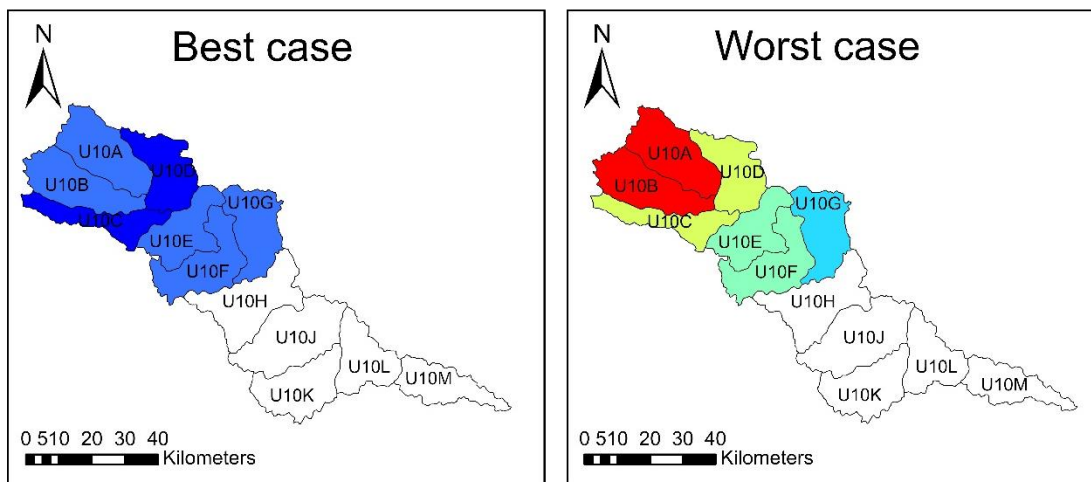 N
Best case
U10A
U10B
U10D
U10C
U10G
U10E
U10F
U10H
U10J
U10L
U10M
U10K
0 510 20 30 40
Kilometers
N
Worst case
U10A
U10B
U10D
U10C
U10G
U10E
U10F
U10H
U10J
U10L
U10M
U10K
0 510 20 30 40
Kilometers